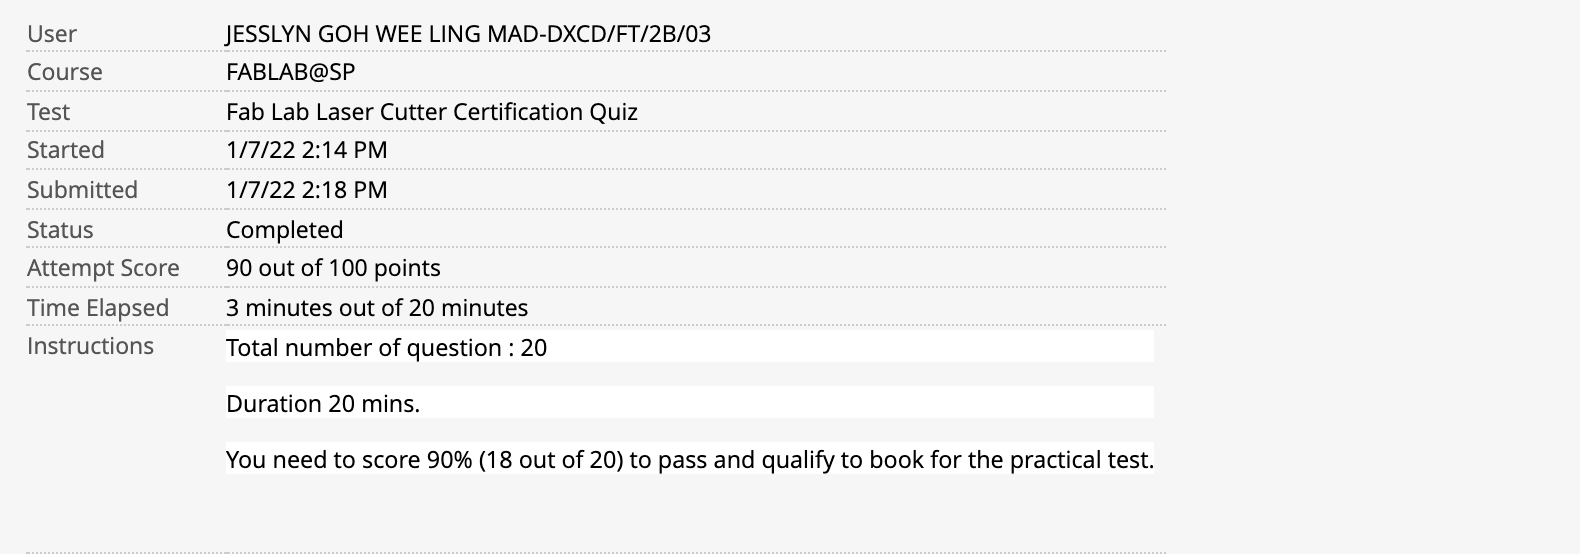 User JESSLYN GOH WEE LING MAD-DXCD/FT/2B/03
Course FABLAB@SP
Test Fab Lab Laser Cutter Certification Quiz
Started 1/7/22 2:14 PM
Submitted 1/7/22 2:18 PM
Status Completed
Attempt Score 90 out of 100 points
Time Elapsed 3 minutes out of 20 minutes
Instructions Total number of question : 20
Duration 20 mins.
You need to score 90% (18 out of 20) to pass and qualify to book for the practical test.